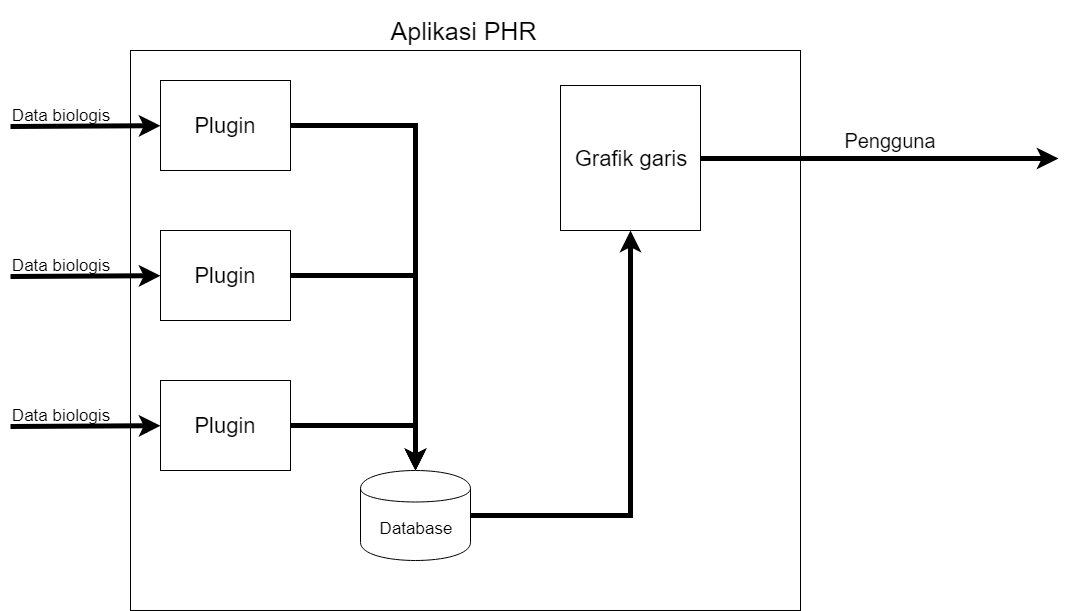 Aplikasi PHR
Data biologis
Plugin
Grafik garis
Pengguna
Data biologis
Plugin
Data biologis
Plugin
Database